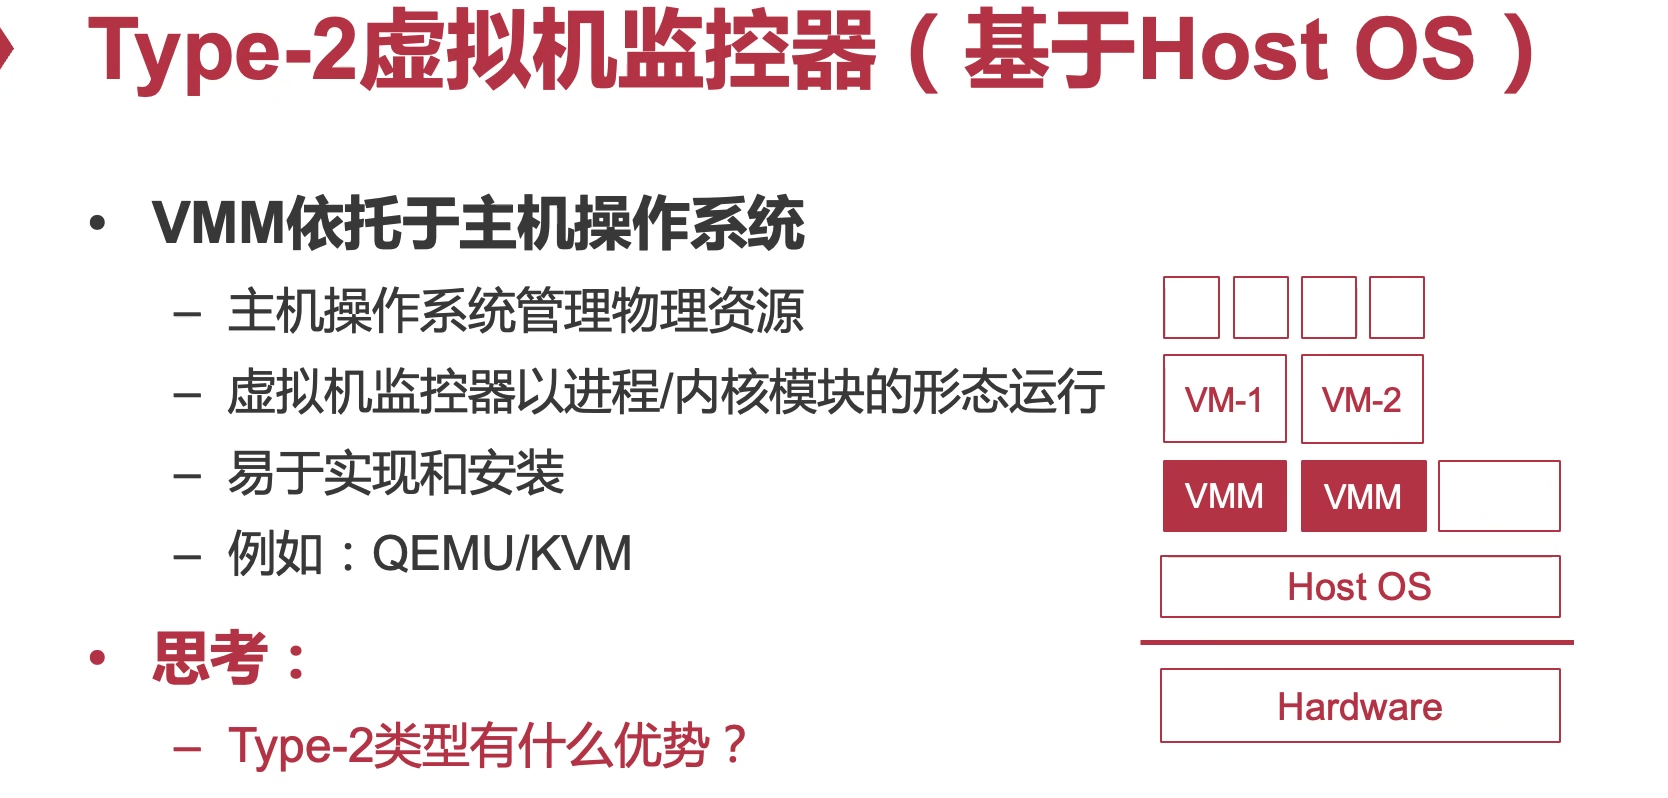 Type-2虚拟机监控器（基于Host OS）
• VMM依托于主机操作系统
– 主机操作系统管理物理资源
– 虚拟机监控器以进程/内核模块的形态运行
– 易于实现和安装
– 例如：QEMU/KVM
• 思考：
– Type-2类型有什么优势？
VM-1 VM-2
VMM VMM
Host OS
Hardware